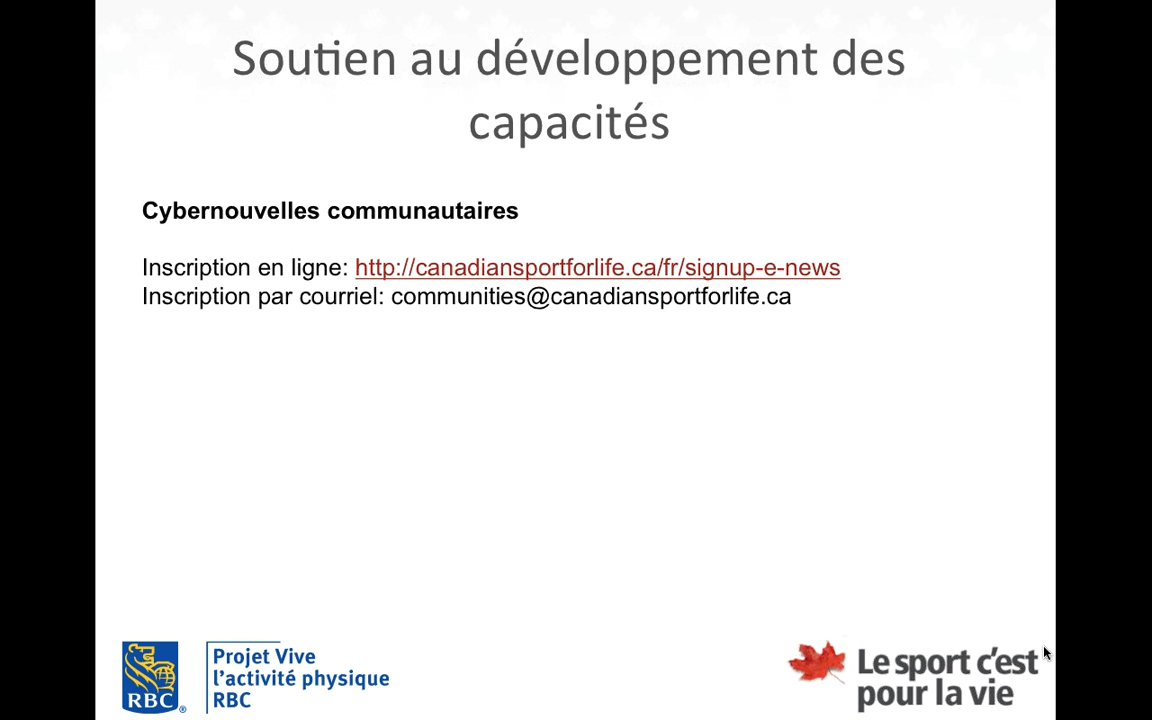 Soutien au développement des
capacités
Cybernouvelles communautaires
Inscription en ligne: http://canadiansportforlife.ca/fr/signup-e-news
Inscription par courriel: communities@canadiansportforlife.ca
RBC®
Projet Vive
l'activité physique
RBC
Le sport c'est
pour la vie